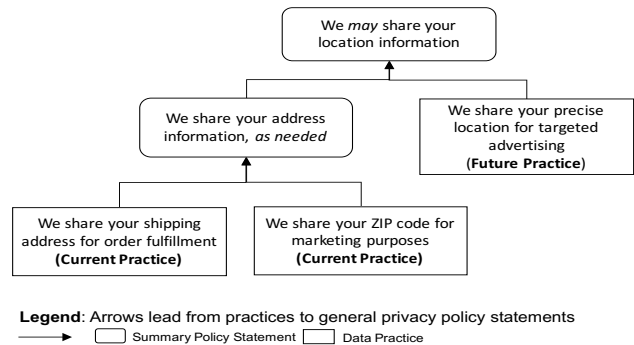 We may share your
location information
We share your address
information, as needed
We share your precise
location for targeted
advertising
(Future Practice)
We share your shipping
address for order fulfillment
(Current Practice)
We share your ZIP code for
marketing purposes
(Current Practice)
Legend: Arrows lead from practices to general privacy policy statements
Summary Policy Statement Data Practice